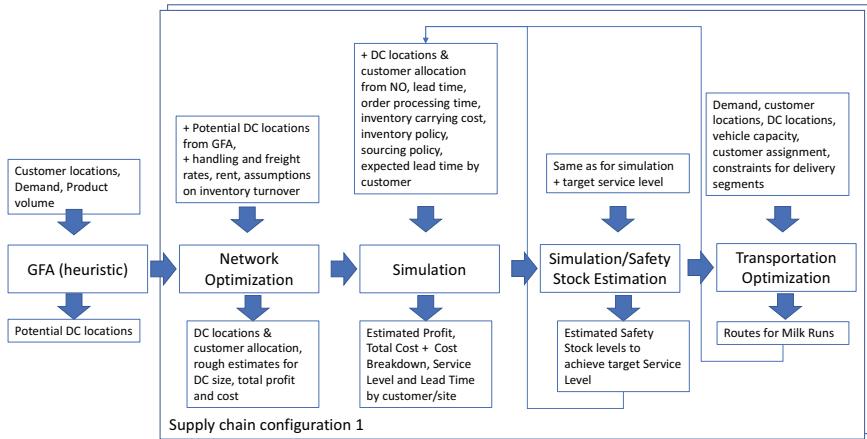 Customer locations,
Demand, Product
volume
GFA (heuristic)
Potential DC locations
+ Potential DC locations
from GFA,
+ handling and freight
rates, rent, assumptions
on inventory turnover
Network
Optimization
DC locations &
customer allocation,
rough estimates for
DC size, total profit
and cost
+ DC locations &
customer allocation
from NO, lead time,
order processing time,
inventory carrying cost,
inventory policy,
sourcing policy,
expected lead time by
customer
Simulation
Estimated Profit,
Total Cost + Cost
Breakdown, Service
Level and Lead Time
by customer/site
Same as for simulation
+ target service level
Simulation/Safety
Stock Estimation
Estimated Safety
Stock levels to
achieve target Service
Level
Demand, customer
locations, DC locations,
vehicle capacity,
customer assignment,
constraints for delivery
segments
Transportation
Optimization
Routes for Milk Runs
Supply chain configuration 1